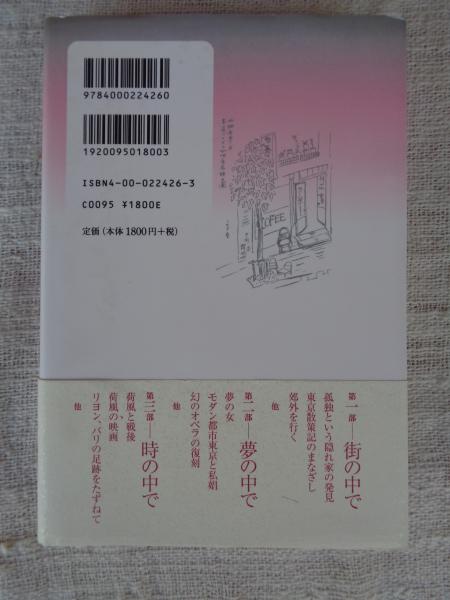 9784000224260
1920095018003
ISBN4-00-022426-3
C0095 ¥1800E
定価(本体1800円+税)
COFEE
第一部——街の中で
孤独という隠れ家の発見
東京散策記のまなざし
郊外を行く
他
第二部——夢の中で
夢の女
モダン都市東京と私娼
幻のオペラの復刻
他
第三部——時の中で
荷風と戦後
荷風の映画
リヨン、パリの足跡をたずねて
他